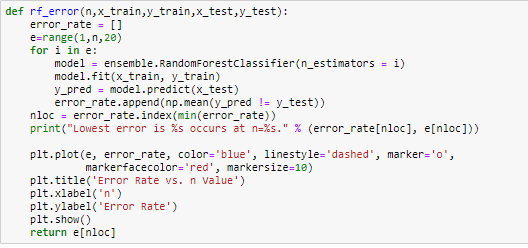 def rf_error(n,x_train,y_train,x_test,y_test):
    error_rate = []
    e=range(1,n,20)
    for i in e:
        model = ensemble.RandomForestClassifier(n_estimators = i)
        model.fit(x_train, y_train)
        y_pred = model.predict(x_test)
        error_rate.append(np.mean(y_pred != y_test))
    nloc = error_rate.index(min(error_rate))
    print("Lowest error is %s occurs at n=%s." % (error_rate[nloc], e[nloc]))

    plt.plot(e, error_rate, color='blue', linestyle='dashed', marker='o',
             markerfacecolor='red', markersize=10)
    plt.title('Error Rate vs. n Value')
    plt.xlabel('n')
    plt.ylabel('Error Rate')
    plt.show()
    return e[nloc]